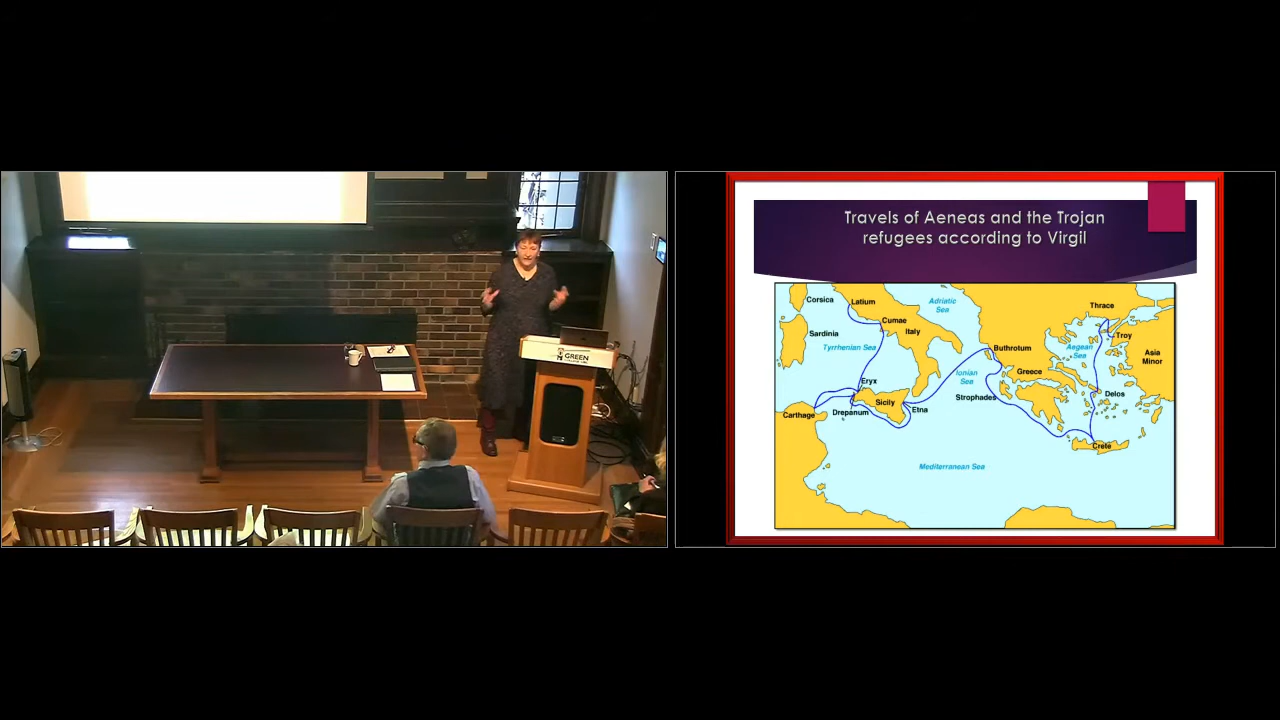 GREEN
Travels of Aeneas and the Trojan
refugees according to Virgil
Corsica
Latium
Adriatic
Sea
Thrace
Cumae
Italy
Sardinia
Troy
Tyrrhenian Sea
Buthrotum
Aegean
Sea
Asia
Minor
Ionian
Sea
Greece
Eryx
Strophades
Delos
Sicily
Carthage
Drepanum
Etna
Crete
Mediterranean Sea